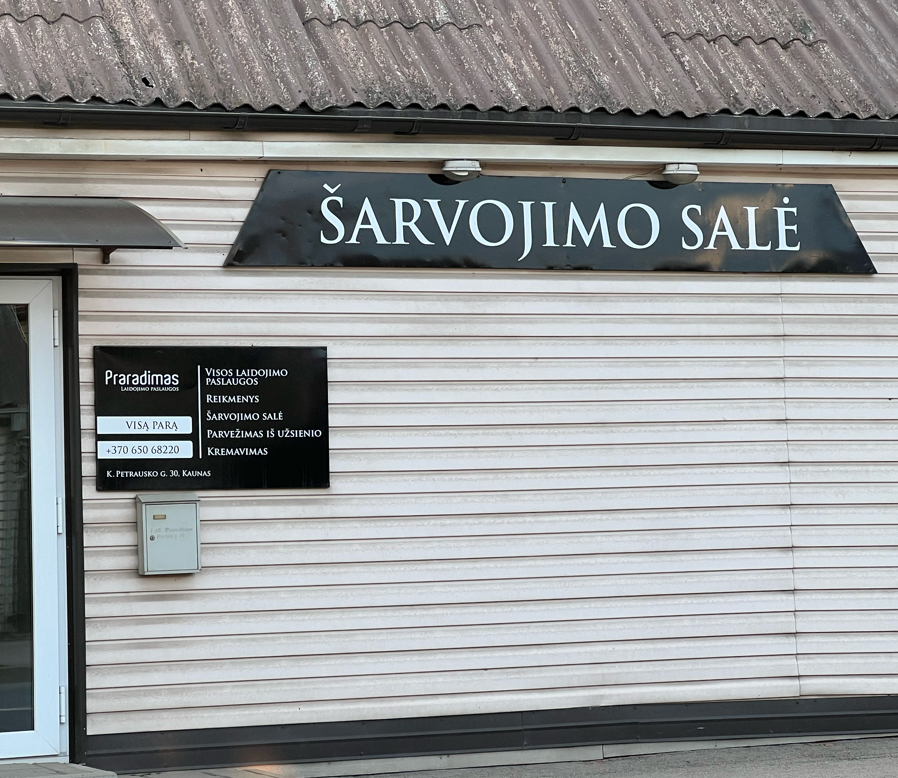 ŠARVOJIMO SALĖ
Praradimas
LAIDOJIMO PASLAUGOS
VISĄ PARĄ
+370 650 68220
VISOS LAIDOJIMO
PASLAUGOS
REIKMENYS
ŠARVOJIMO SALĖ
PARVEŽIMAS IŠ UŽSIENIO
KREMAVIMAS
K. PETRAUSKO G. 30, KAUNAS